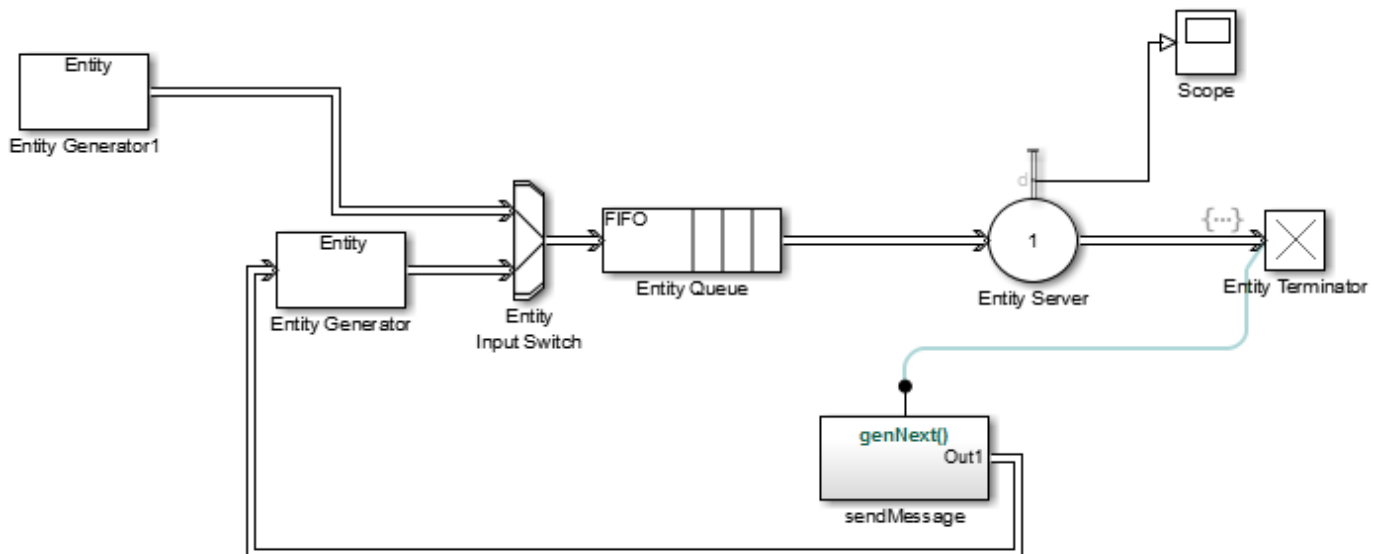 Entity
Entity Generator1
Scope
d
FIFO
1
{...}
Entity
Entity Generator
Entity Queue
Entity Server
Entity Terminator
Entity
Input Switch
genNext()
Out1
sendMessage